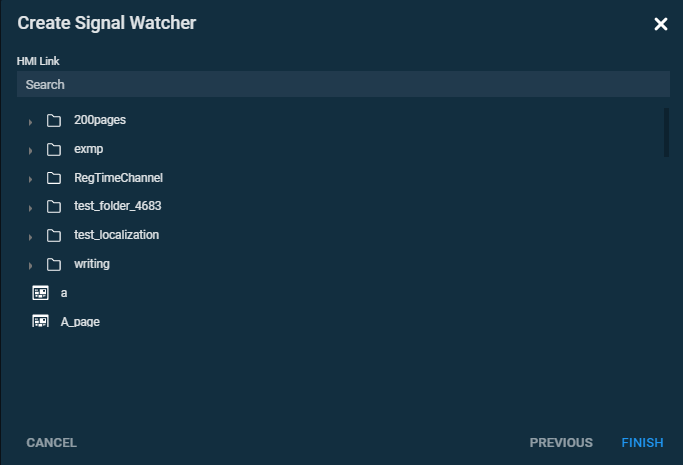 Create Signal Watcher
HMI Link
Search
200pages
exmp
RegTimeChannel
test_folder_4683
test_localization
writing
a
A_page
CANCEL
PREVIOUS
FINISH